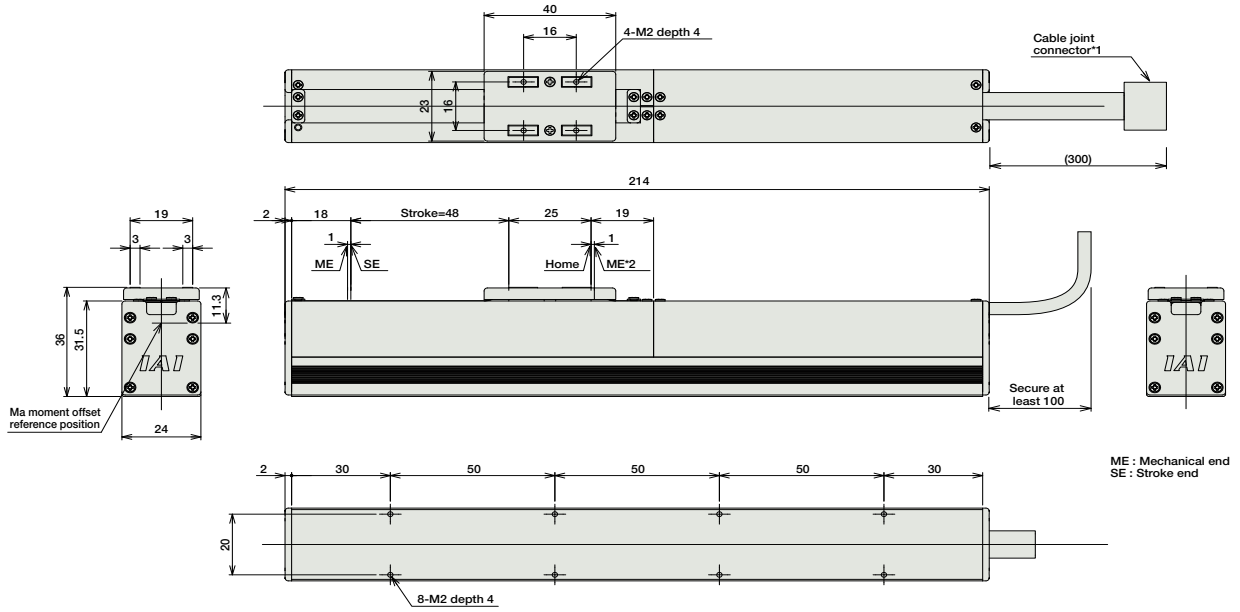 40
16
4-M2 depth 4
Cable joint
connector*1
23
16
(300)
214
2
18
Stroke=48
25
19
1
ME
SE
Home
1
ME*2
19
3
3
11.3
36
31.5
IAI
Ma moment offset
reference position
24
Secure at
least 100
IAI
ME : Mechanical end
SE : Stroke end
2
30
50
50
50
30
20
8-M2 depth 4